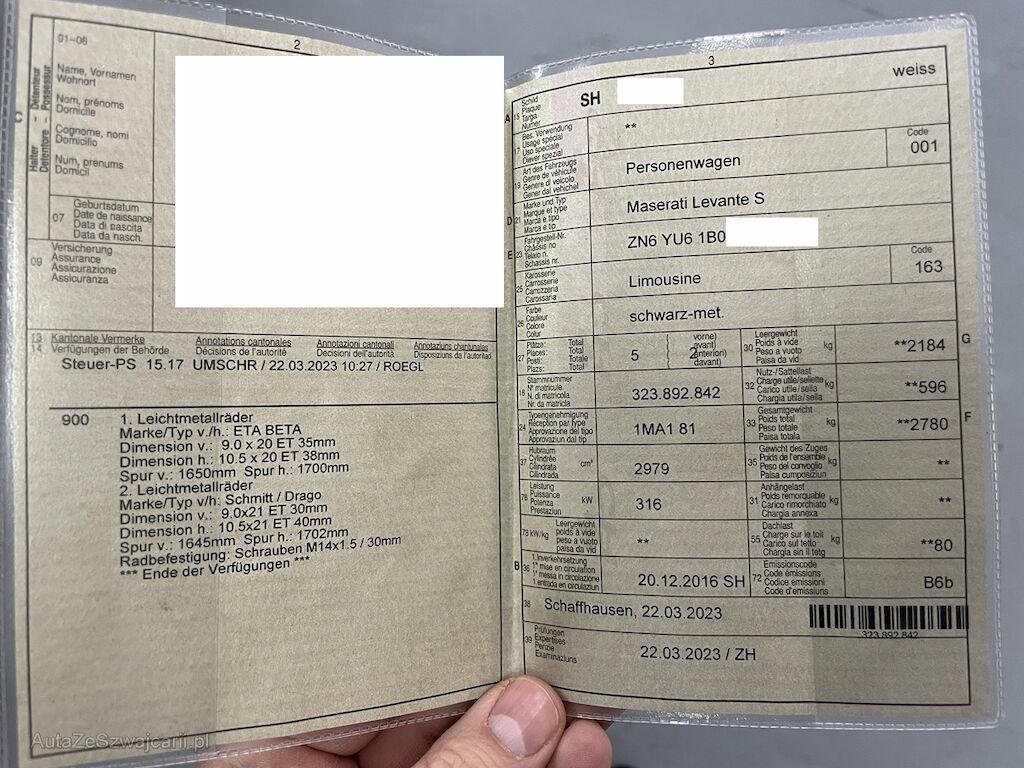 2
01-06
C
Halter - Detenteur
Detentore - Possessur
Name, Vornamen
Wohnort
Nom, prénoms
Domicile
Cognome, nomi
Domicilio
Num, prenums
Domicil
07
Geburtsdatum
Date de naissance
Data di nascita
Data da nasch.
09
Versicherung
Assurance
Assicurazione
Assicuranza
13 Kantonale Vermerke Annotations cantonales Annotazioni cantonali Annotaziuns chantunalas
14 Verfügungen der Behörde Décisions de l'autorité Decisioni dell'autorità Disposiziuns da l'autoritad
Steuer-PS 15.17 UMSCHR / 22.03.2023 10:27 / ROEGL
900 1. Leichtmetallräder
Marke/Typ v./h.: ETA BETA
Dimension v.: 9.0 x 20 ET 35mm
Dimension h.: 10.5 x 20 ET 38mm
Spur v.: 1650mm Spur h.: 1700mm
2. Leichtmetallräder
Marke/Typ v/h: Schmitt / Drago
Dimension v.: 9.0x21 ET 30mm
Dimension h.: 10.5x21 ET 40mm
Spur v.: 1645mm Spur h.: 1702mm
Radbefestigung: Schrauben M14x1.5 / 30mm
*** Ende der Verfügungen ***
AutaZeSzwajcarii.pl
3
A 15
Schild
Plaque
Targa
Numer
SH
weiss
17
Bes. Verwendung
Usage spécial
Uso speciale
Diever spezial
**
19
Art des Fahrzeugs
Genre de véhicule
Genere di veicolo
Gener dal vehichel
Personenwagen
Code
001
D 21
Marke und Typ
Marque et type
Marca e tipo
Marca e tip
Maserati Levante S
E 23
Fahrgestell-Nr.
Châssis no
Telaio n.
Schassis nr.
ZN6 YU6 1B0
25
Karosserie
Carrosserie
Carrozzeria
Carossaria
Limousine
Code
163
26
Farbe
Couleur
Colore
Colur
schwarz-met.
27
Plätze: Total
Places: Total
Posti: Totale
Plazs: Total
5
vorne)
(avant)
2
anteriori)
davant)
30
Leergewicht
Poids à vide
Peso a vuoto
Paisa da vid
kg
**2184
G
18
Stammnummer
N° matricule
N. di matricola
Nr. da matricla
323.892.842
32
Nutz-/Sattellast
Charge utile/sellette
Carico utile/sella
Chargia utila/sella
kg
**596
24
Typengenehmigung
Réception par type
Approvazione del tipo
Approvaziun dal tip
1MA1 81
33
Gesamtgewicht
Poids total
Peso totale
Paisa totala
kg
**2780
F
37
Hubraum
Cylindrée
Cilindrata
Cilindrada
cm³
2979
35
Gewicht des Zuges
Poids de l'ensemble
Peso del convoglio
Paisa cumposiziun
kg
**
76
Leistung
Puissance
Potenza
Prestaziun
kW
316
31
Anhängelast
Poids remorquable
Carico rimorchiato
Chargia annexa
kg
**
78 kW/kg
Leergewicht
poids à vide
peso a vuoto
paisa da vid
**
55
Dachlast
Charge sur le toit
Carico sul tetto
Chargia sin il tetg
kg
**80
B 36
1. Inverkehrsetzung
1re mise en circulation
1a messa in circolazione
1. entrada en circulaziun
20.12.2016 SH
72
Emissionscode
Code émissions
Codice emissioni
Code d'emissiuns
B6b
38
Schaffhausen, 22.03.2023
323 892 842
39
Prüfungen
Expertises
Perizie
Examinaziuns
22.03.2023 / ZH